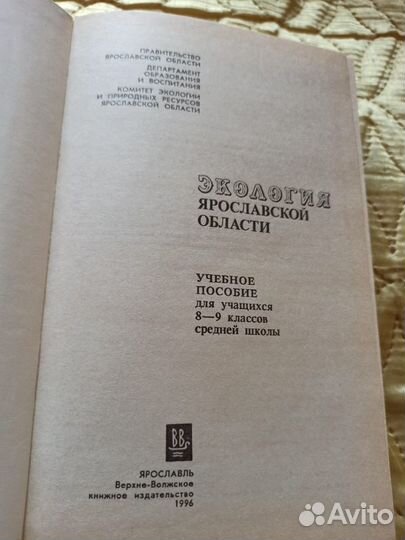 ПРАВИТЕЛЬСТВО
ЯРОСЛАВСКОЙ ОБЛАСТИ
ДЕПАРТАМЕНТ
ОБРАЗОВАНИЯ
И ВОСПИТАНИЯ
КОМИТЕТ ЭКОЛОГИИ
И ПРИРОДНЫХ РЕСУРСОВ
ЯРОСЛАВСКОЙ ОБЛАСТИ
ЭКОЛОГИЯ
ЯРОСЛАВСКОЙ
ОБЛАСТИ
УЧЕБНОЕ
ПОСОБИЕ
для учащихся
8—9 классов
средней школы
ВВ
ЯРОСЛАВЛЬ
Верхне-Волжское
книжное издательство
1996
Avito